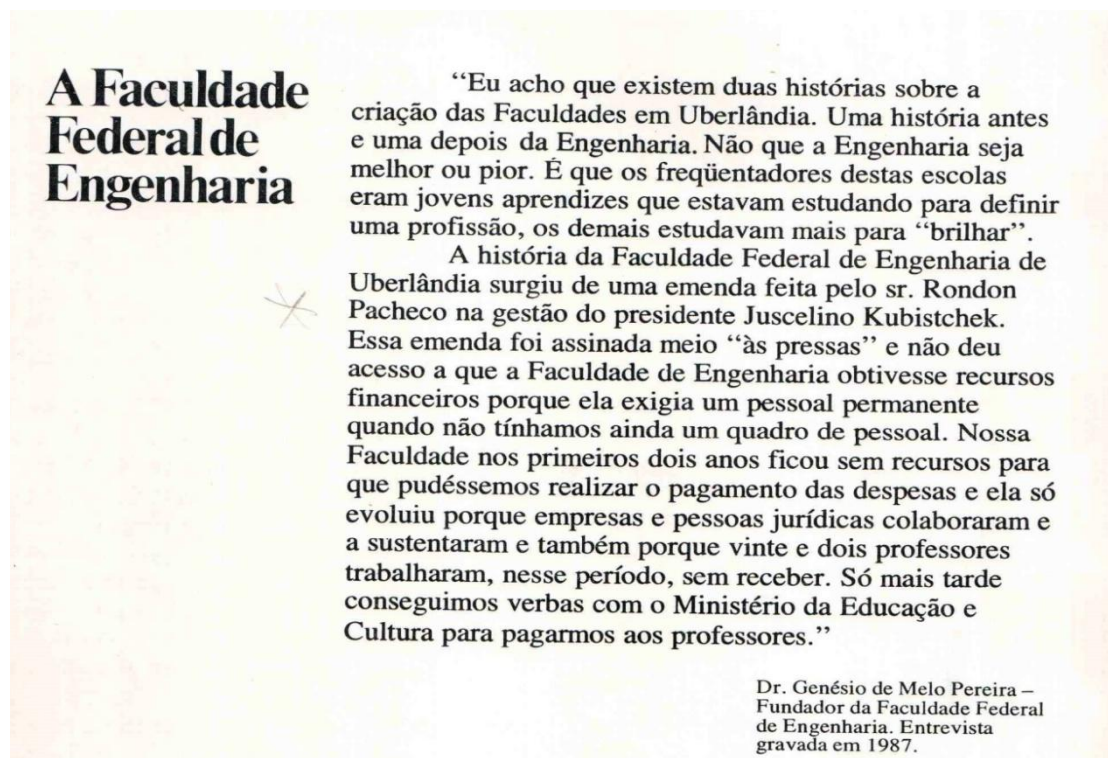 A Faculdade
Federal de
Engenharia
“Eu acho que existem duas histórias sobre a
criação das Faculdades em Uberlândia. Uma história antes
e uma depois da Engenharia. Não que a Engenharia seja
melhor ou pior. É que os freqüentadores destas escolas
eram jovens aprendizes que estavam estudando para definir
uma profissão, os demais estudavam mais para “brilhar”.
A história da Faculdade Federal de Engenharia de
Uberlândia surgiu de uma emenda feita pelo sr. Rondon
Pacheco na gestão do presidente Juscelino Kubistchek.
Essa emenda foi assinada meio “às pressas” e não deu
acesso a que a Faculdade de Engenharia obtivesse recursos
financeiros porque ela exigia um pessoal permanente
quando não tínhamos ainda um quadro de pessoal. Nossa
Faculdade nos primeiros dois anos ficou sem recursos para
que pudéssemos realizar o pagamento das despesas e ela só
evoluiu porque empresas e pessoas jurídicas colaboraram e
a sustentaram e também porque vinte e dois professores
trabalharam, nesse período, sem receber. Só mais tarde
conseguimos verbas com o Ministério da Educação e
Cultura para pagarmos aos professores.”
Dr. Genésio de Melo Pereira –
Fundador da Faculdade Federal
de Engenharia. Entrevista
gravada em 1987.